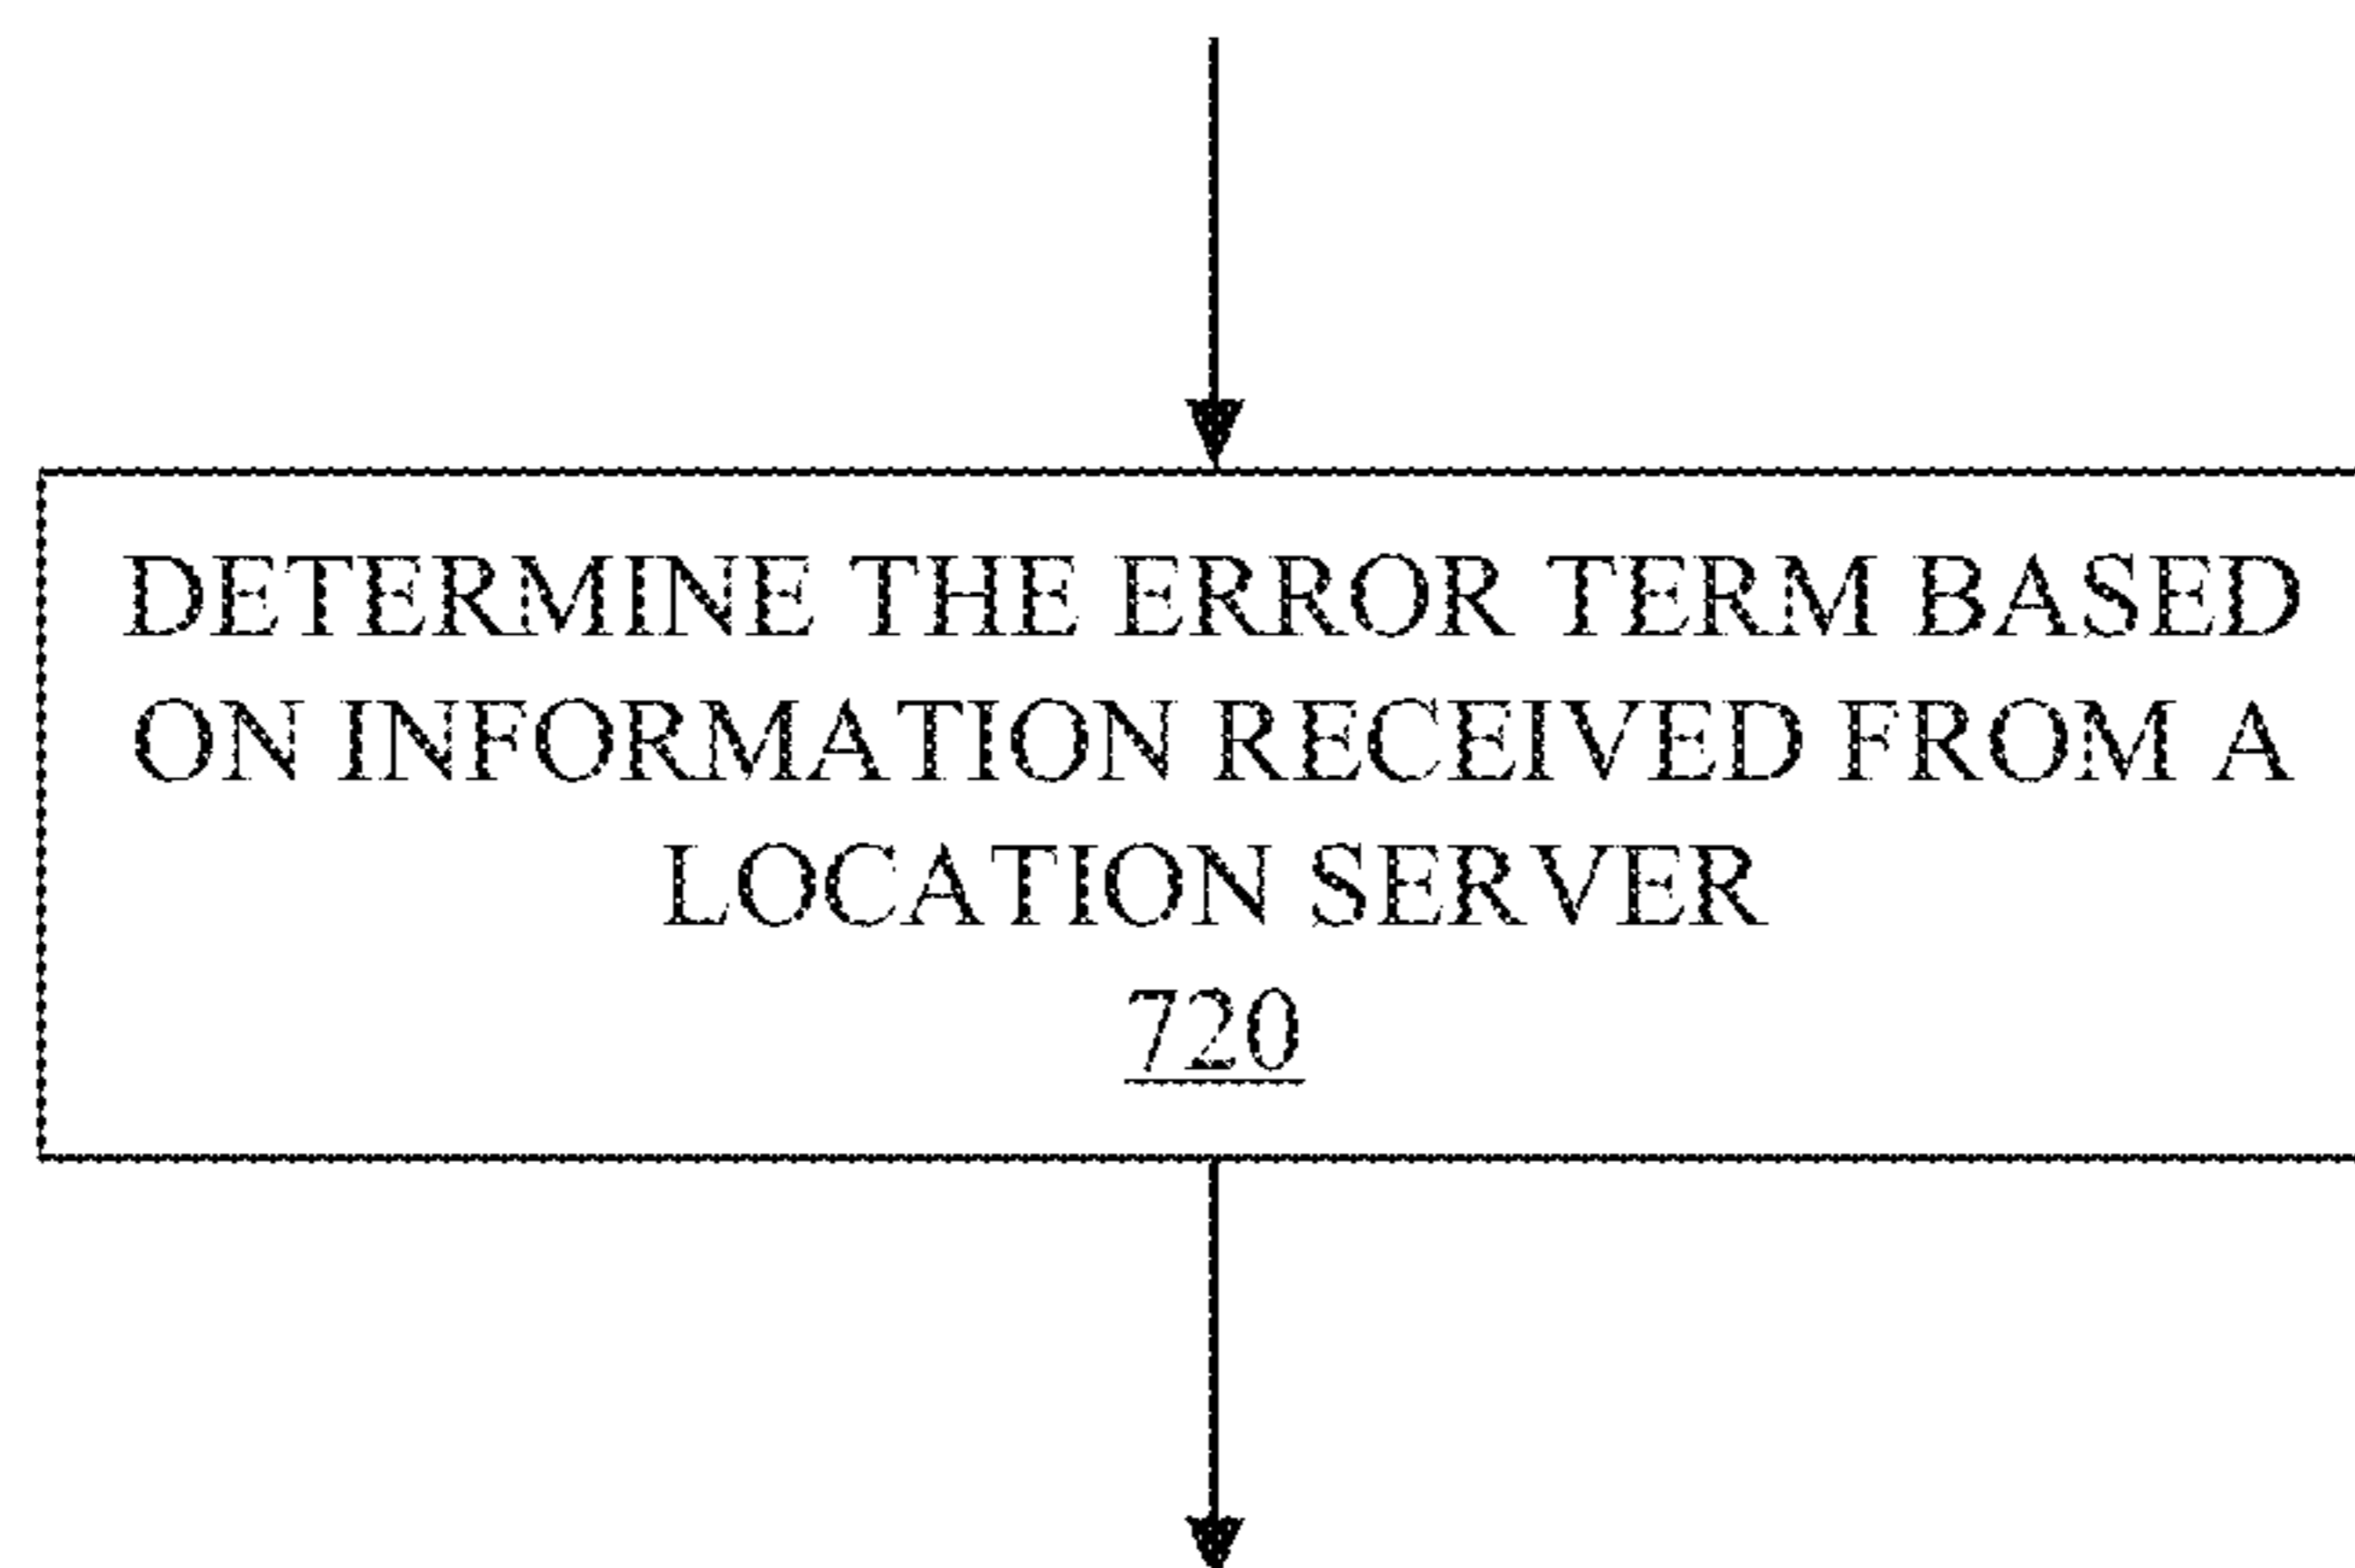 DETERMINE THE ERROR TERM BASED
ON INFORMATION RECEIVED FROM A
LOCATION SERVER
720